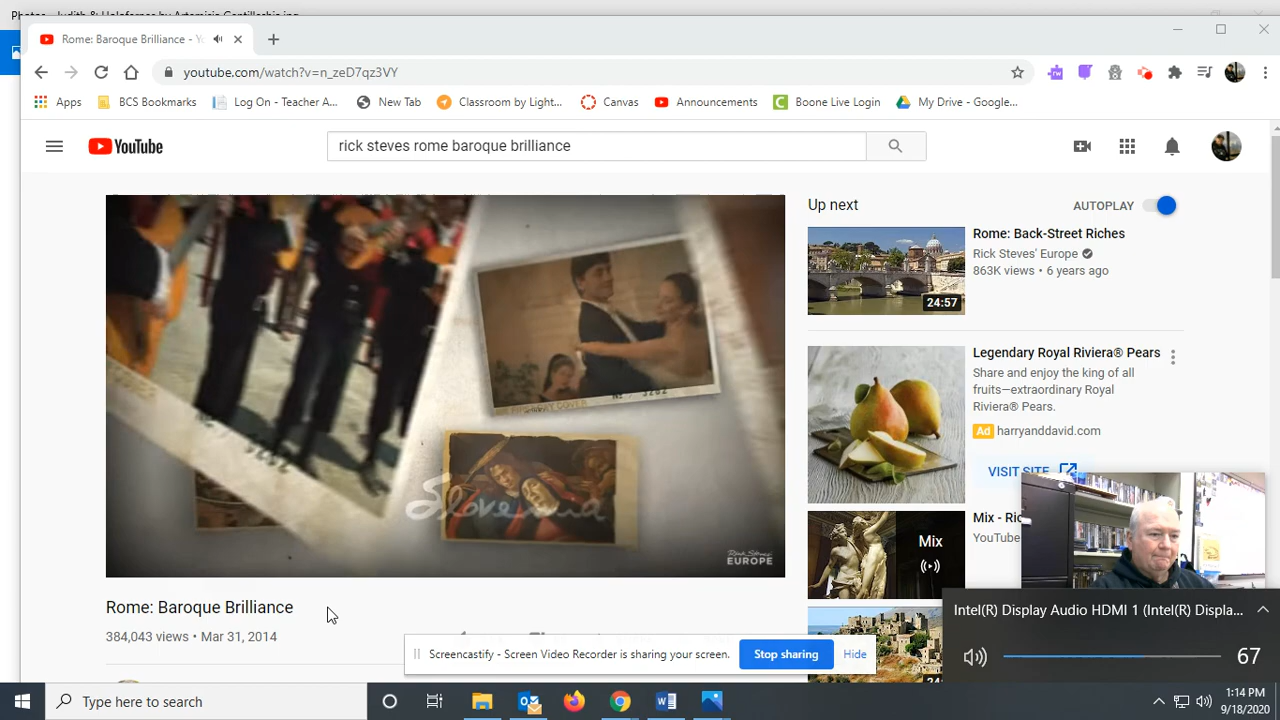 Rome: Baroque Brilliance - Y
youtube.com/watch?v=n_zeD7qz3VY
Apps
BCS Bookmarks
Log On - Teacher A...
New Tab
Classroom by Light...
Canvas
Announcements
Boone Live Login
My Drive - Google...
YouTube
rick steves rome baroque brilliance
Slovenia
Rick Steves'
EUROPE
Up next
AUTOPLAY
Rome: Back-Street Riches
Rick Steves' Europe
863K views • 6 years ago
24:57
Legendary Royal Riviera® Pears
Share and enjoy the king of all
fruits—extraordinary Royal
Riviera® Pears.
Ad harryanddavid.com
VISIT SITE
Mix
Mix - Ric
YouTube
Rome: Baroque Brilliance
384,043 views • Mar 31, 2014
Screencastify - Screen Video Recorder is sharing your screen.
Stop sharing
Hide
Intel(R) Display Audio HDMI 1 (Intel(R) Displa...
67
Type here to search
1:14 PM
9/18/2020